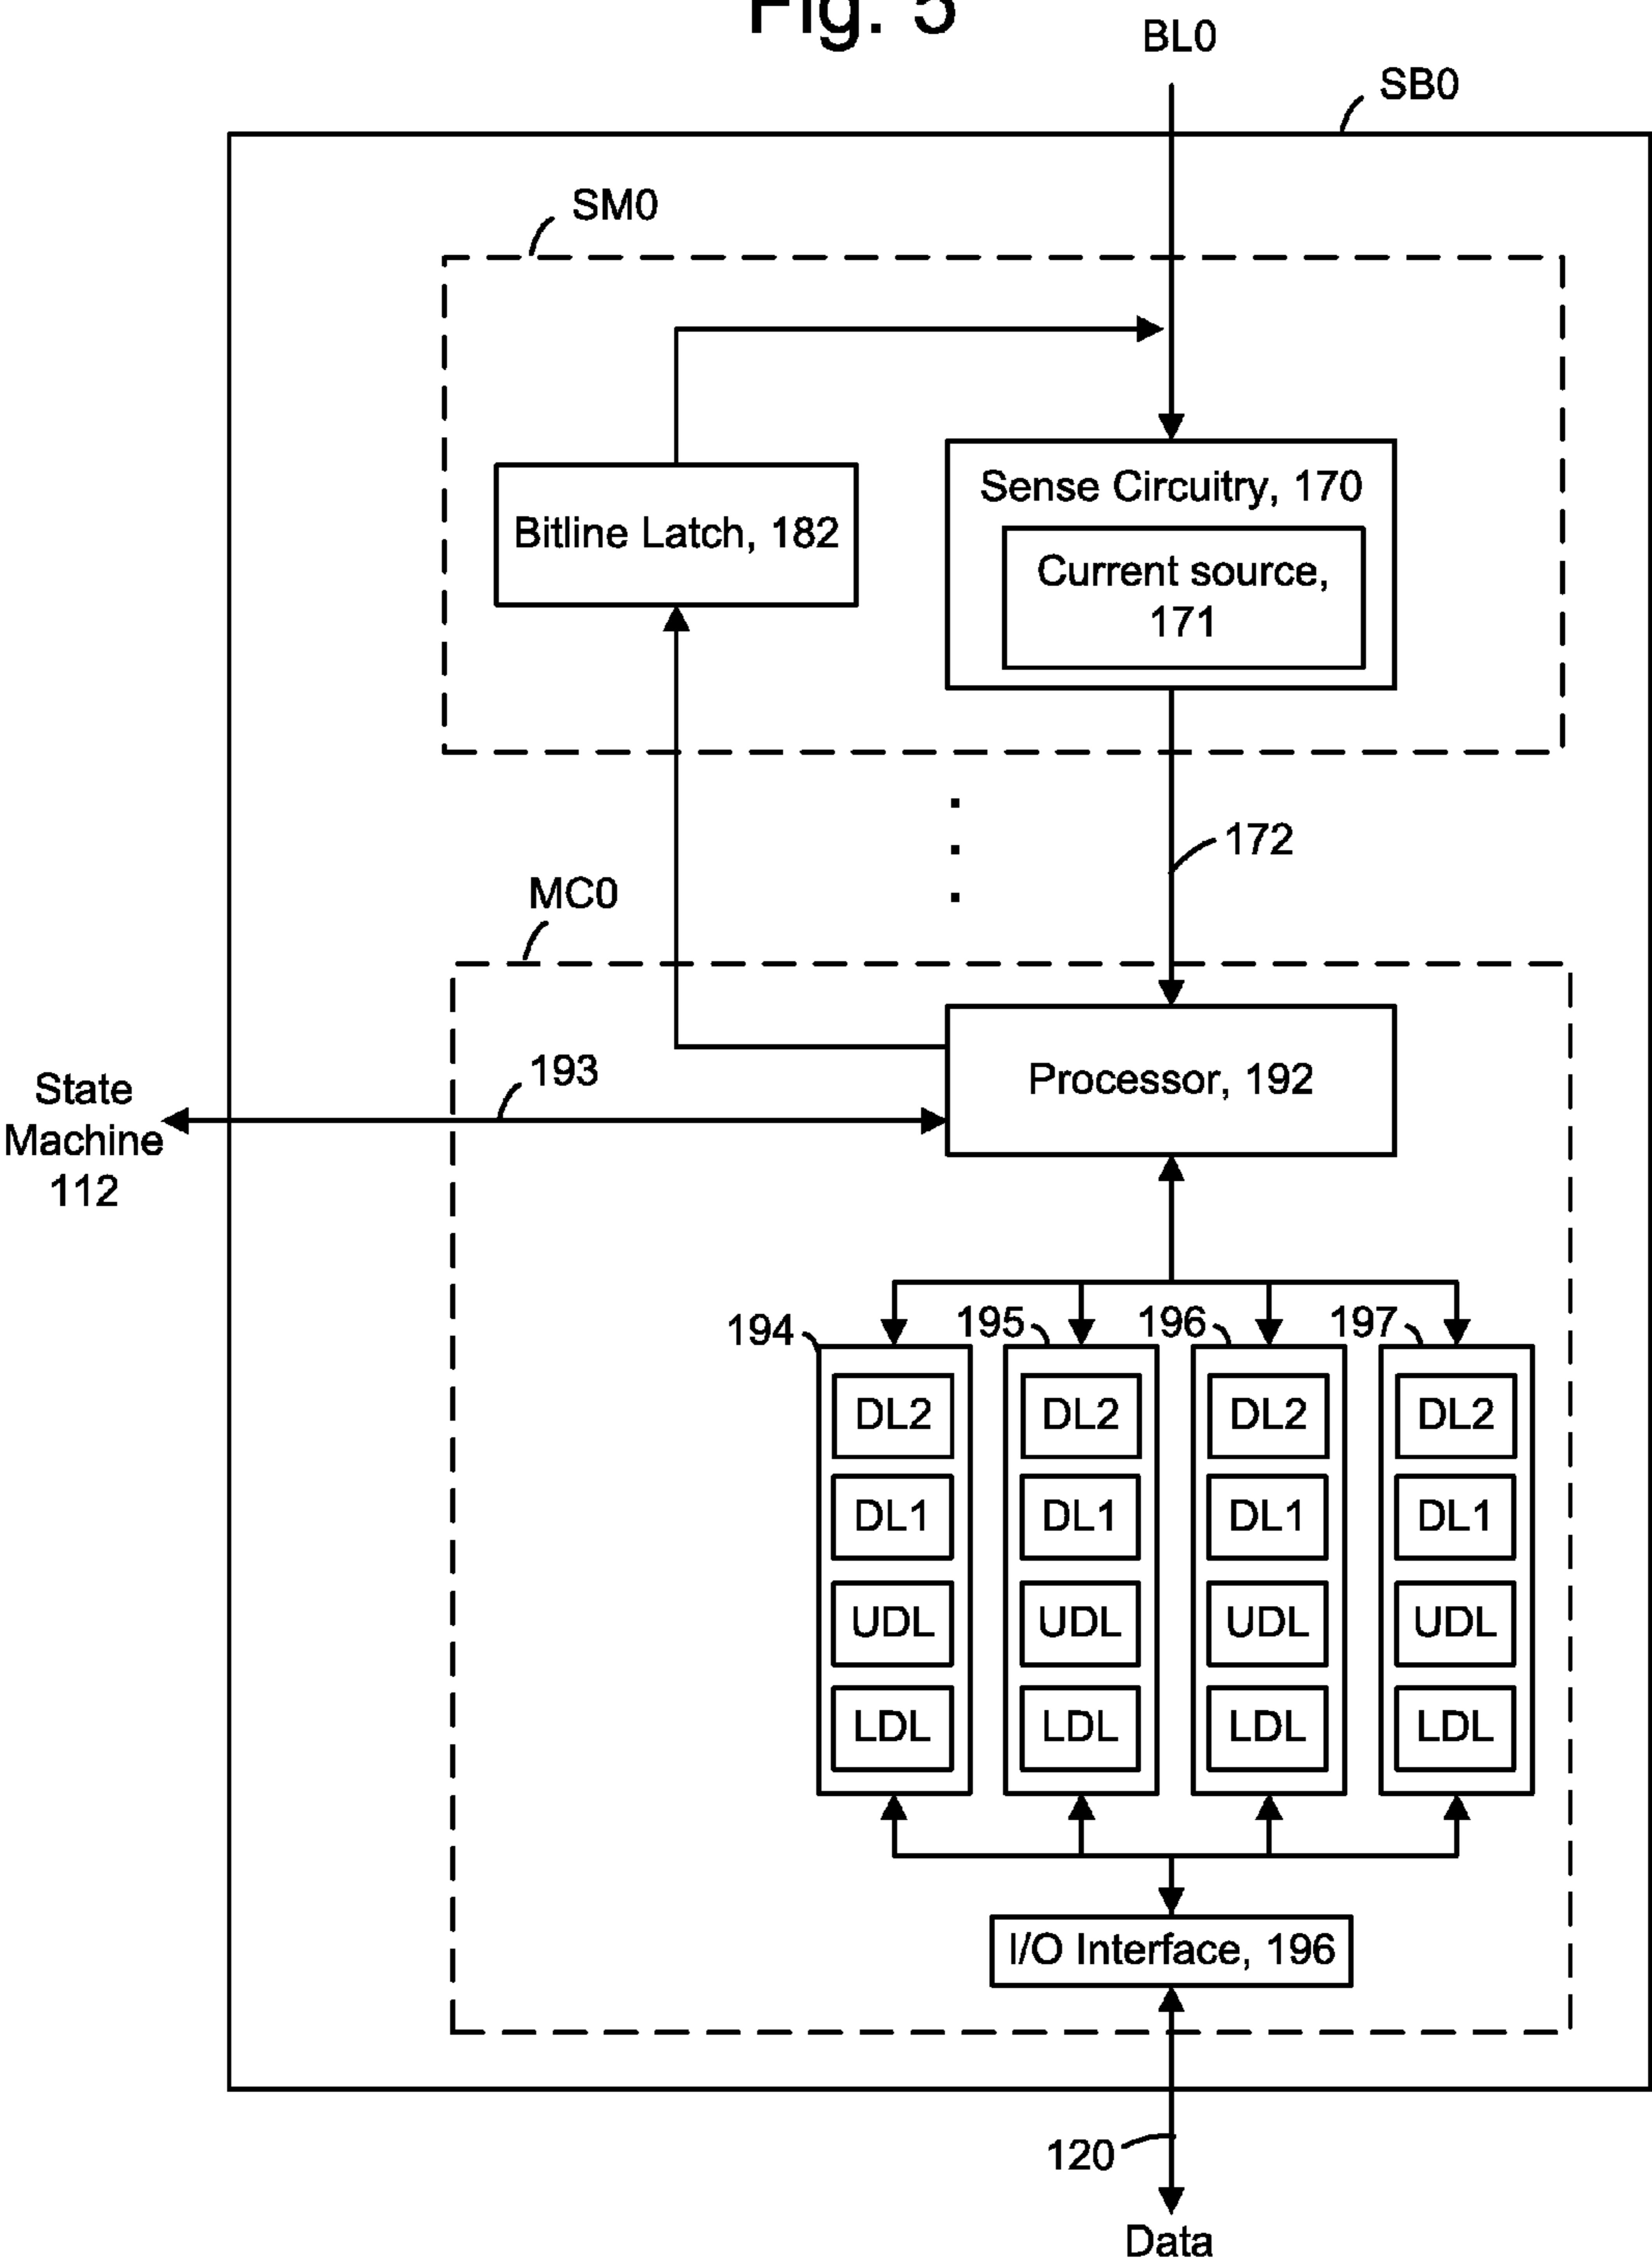 Fig. 5
BL0
SB0
SM0
Sense Circuitry, 170
Bitline Latch, 182
Current source,
171
172
MC0
193
State
Machine
112
Processor, 192
194
195
196
197
DL2 DL2 DL2 DL2
DL1 DL1 DL1 DL1
UDL UDL UDL UDL
LDL LDL LDL LDL
I/O Interface, 196
120
Data